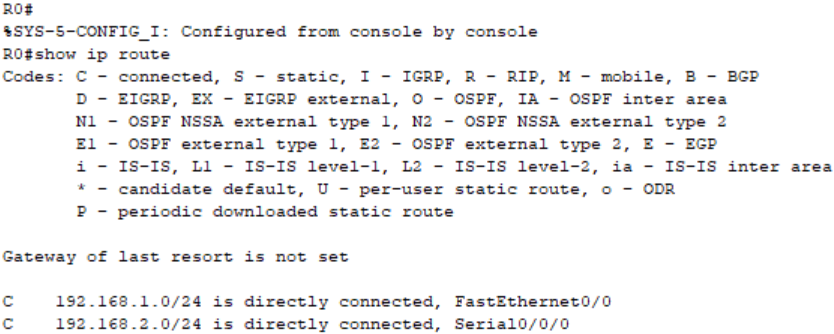 R0#
%SYS-5-CONFIG_I: Configured from console by console
R0#show ip route
Codes: C - connected, S - static, I - IGRP, R - RIP, M - mobile, B - BGP
D - EIGRP, EX - EIGRP external, O - OSPF, IA - OSPF inter area
N1 - OSPF NSSA external type 1, N2 - OSPF NSSA external type 2
E1 - OSPF external type 1, E2 - OSPF external type 2, E - EGP
i - IS-IS, L1 - IS-IS level-1, L2 - IS-IS level-2, ia - IS-IS inter area
* - candidate default, U - per-user static route, o - ODR
P - periodic downloaded static route
Gateway of last resort is not set
C 192.168.1.0/24 is directly connected, FastEthernet0/0
C 192.168.2.0/24 is directly connected, Serial0/0/0